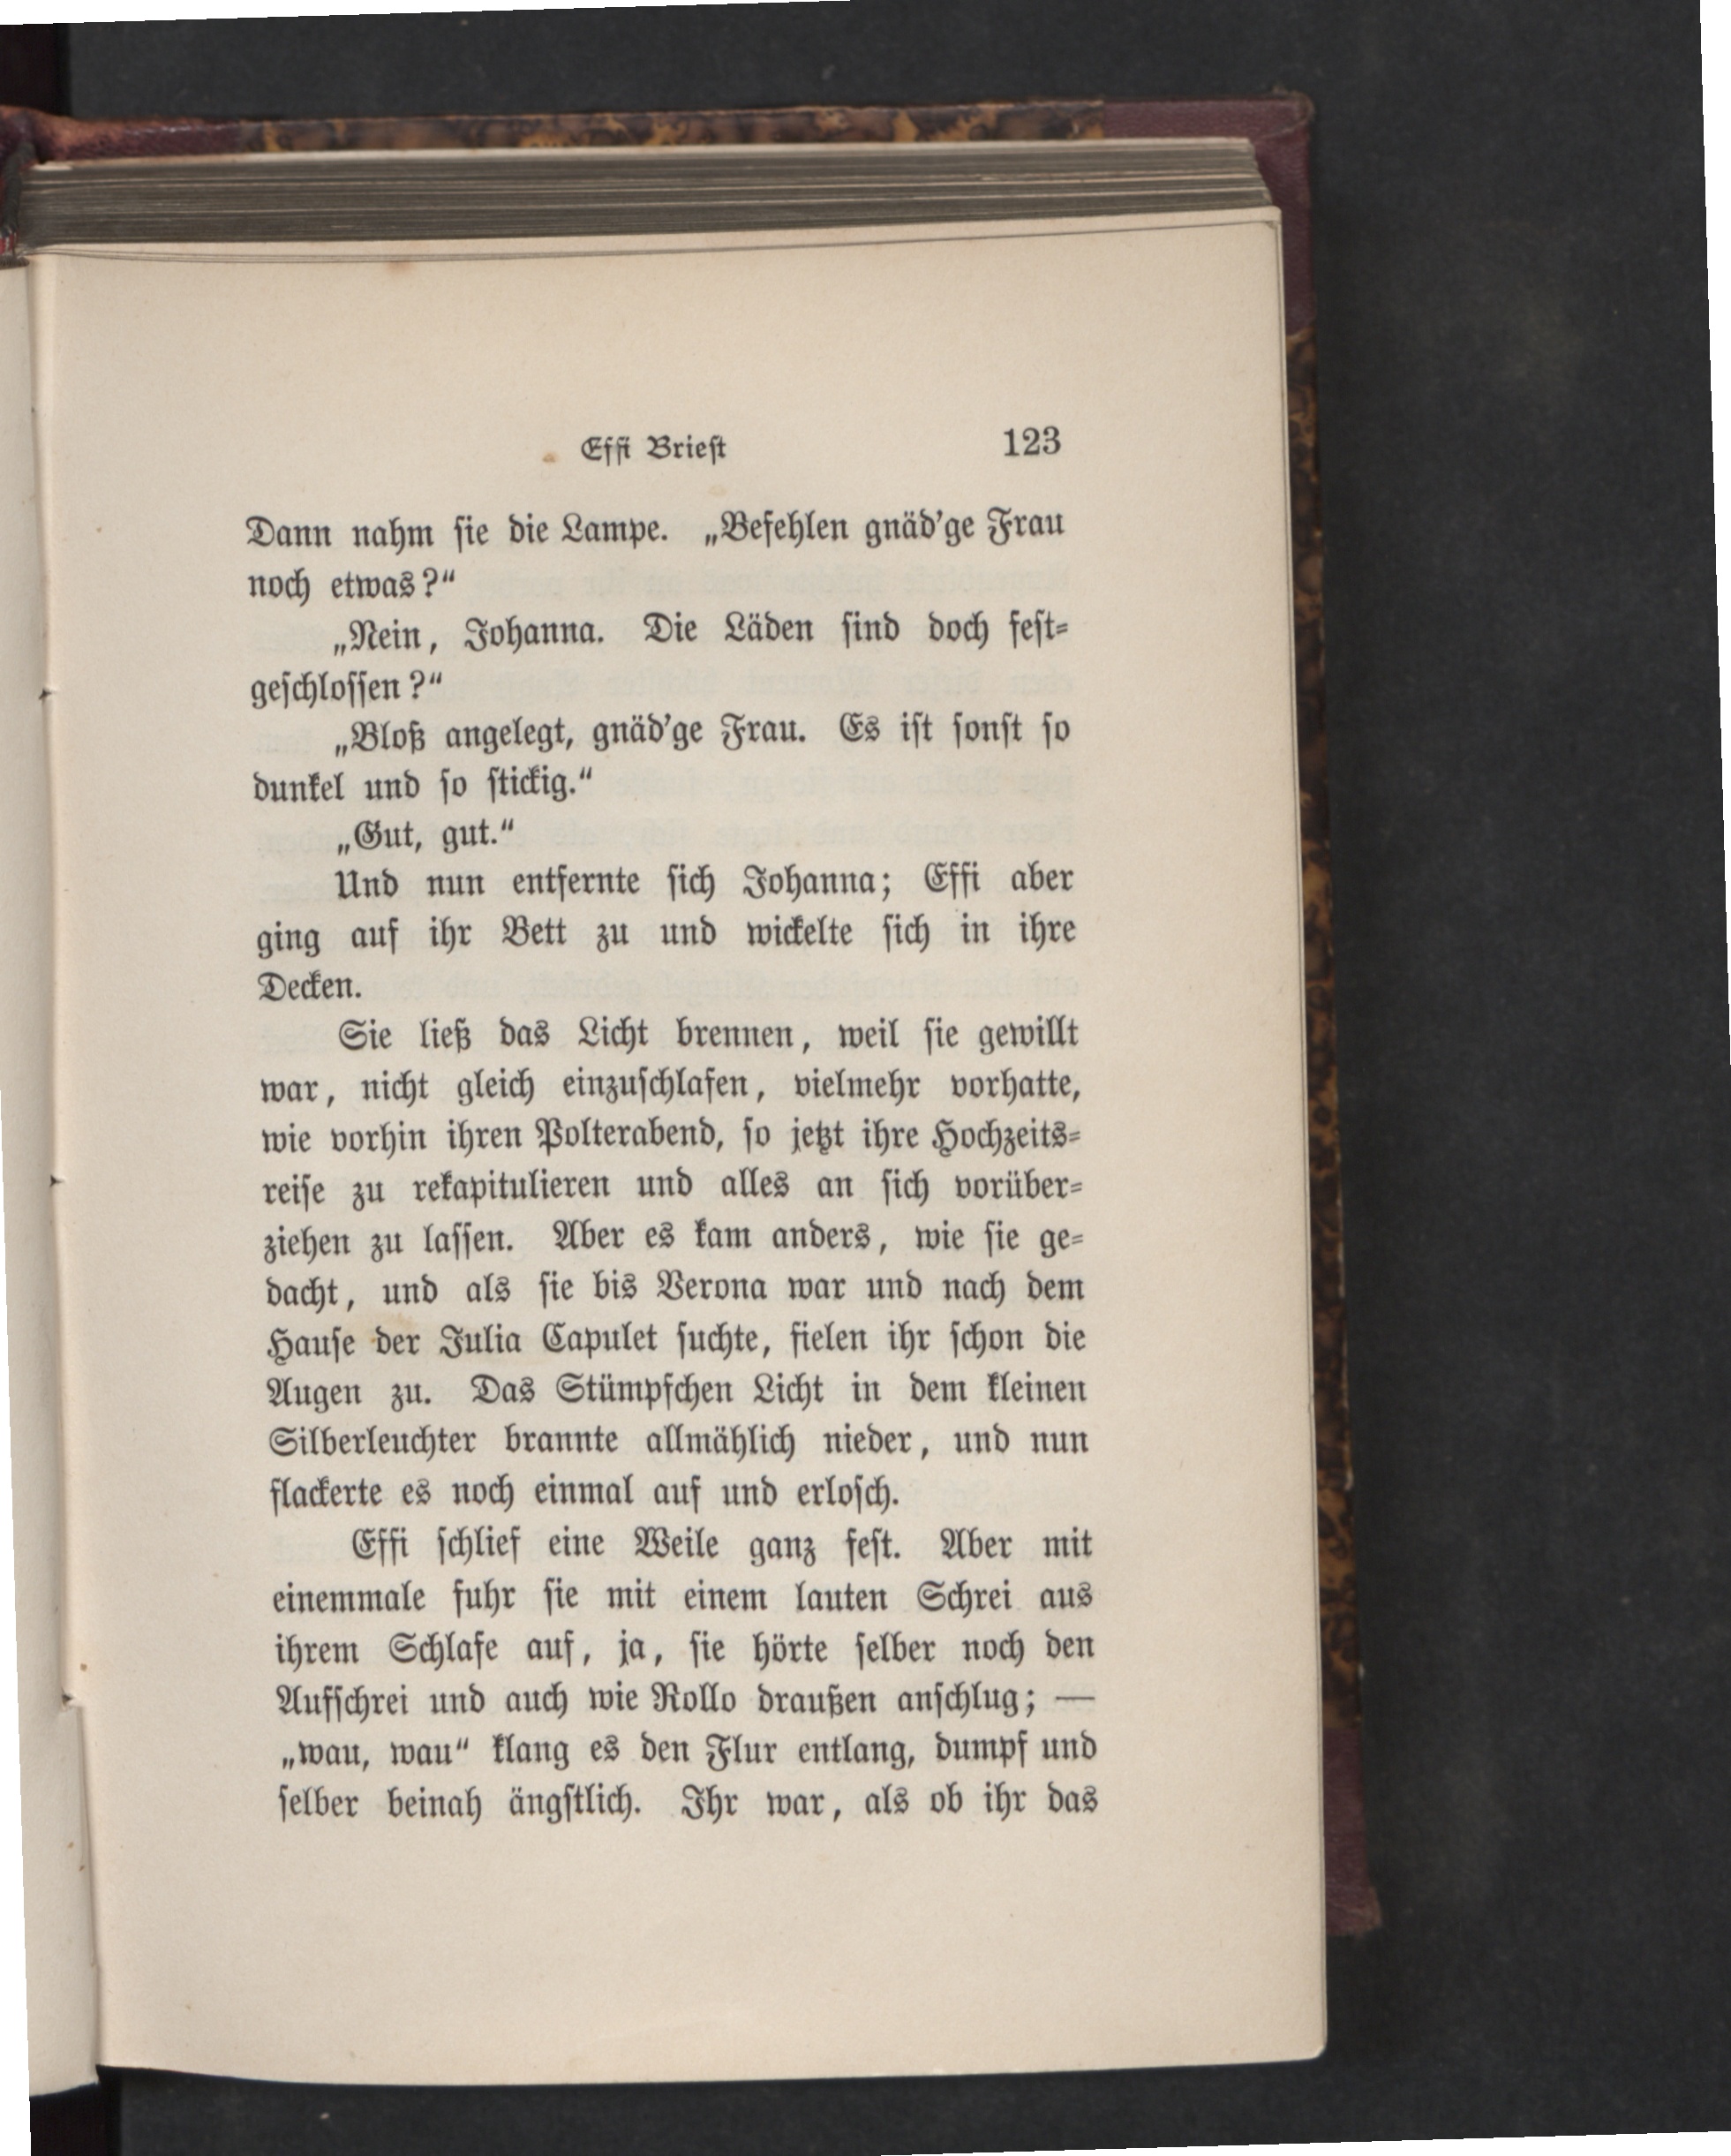 Effi Briest 123
Dann nahm sie die Lampe. „Befehlen gnäd’ge Frau
noch etwas?“
„Nein, Johanna. Die Läden sind doch fest-
geschlossen?“
„Bloß angelegt, gnäd’ge Frau. Es ist sonst so
dunkel und so stickig.“
„Gut, gut.“
Und nun entfernte sich Johanna; Effi aber
ging auf ihr Bett zu und wickelte sich in ihre
Decken.
Sie ließ das Licht brennen, weil sie gewillt
war, nicht gleich einzuschlafen, vielmehr vorhatte,
wie vorhin ihren Polterabend, so jetzt ihre Hochzeits-
reise zu rekapitulieren und alles an sich vorüber-
ziehen zu lassen. Aber es kam anders, wie sie ge-
dacht, und als sie bis Verona war und nach dem
Hause der Julia Capulet suchte, fielen ihr schon die
Augen zu. Das Stümpfchen Licht in dem kleinen
Silberleuchter brannte allmählich nieder, und nun
flackerte es noch einmal auf und erlosch.
Effi schlief eine Weile ganz fest. Aber mit
einemmale fuhr sie mit einem lauten Schrei aus
ihrem Schlafe auf, ja, sie hörte selber noch den
Aufschrei und auch wie Rollo draußen anschlug; —
„wau, wau“ klang es den Flur entlang, dumpf und
selber beinah ängstlich. Ihr war, als ob ihr das